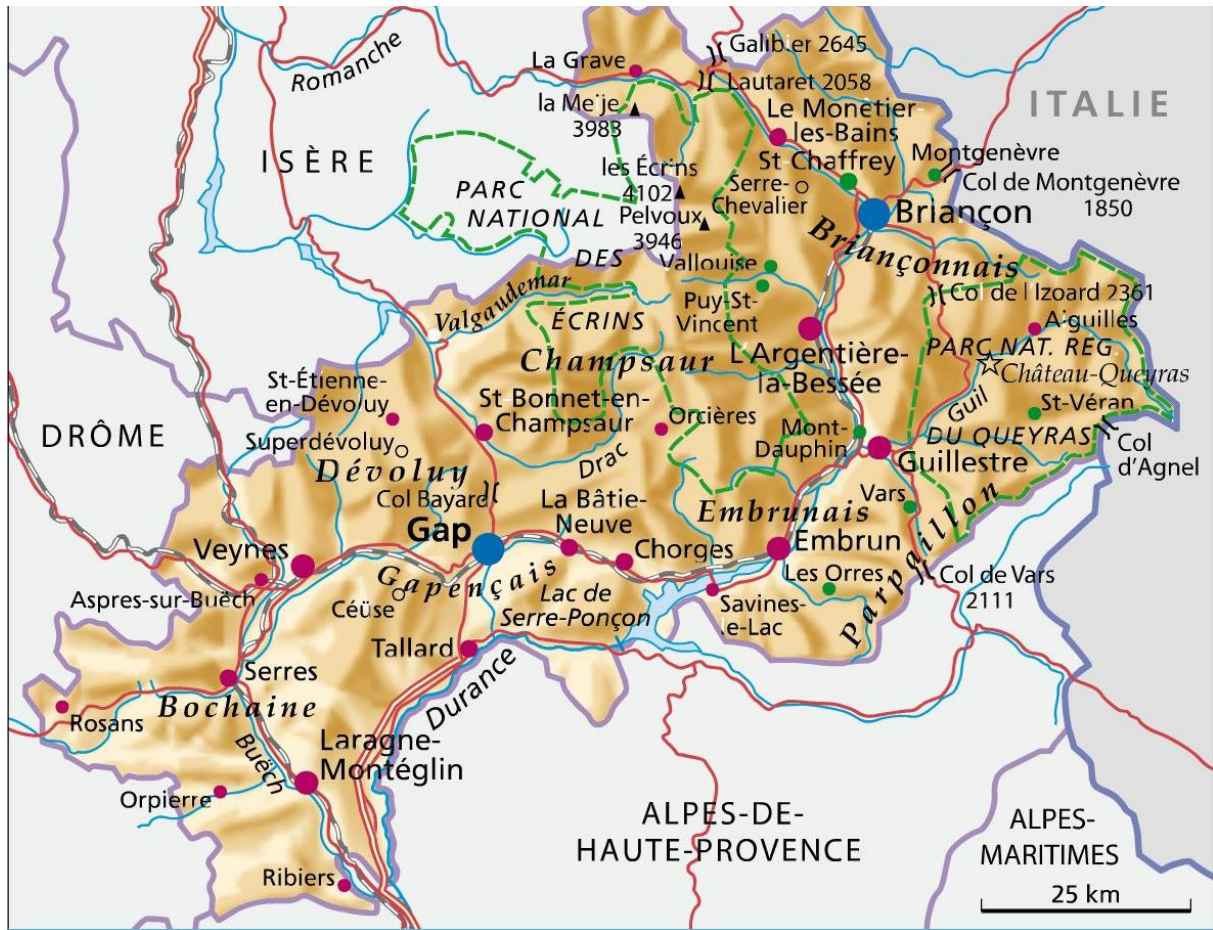 Romanche
La Grave
Galibier 2645
Lautaret 2058
la Meije
3983
Le Monêtier-
les-Bains
ITALIE
ISÈRE
les Écrins
4102
St Chaffrey
Montgenèvre
PARC
NATIONAL
Serre-
Chevalier
Col de Montgenèvre
1850
Pelvoux
3946
Briançon
DES
Vallouise
Briançonnais
Valgaudemar
ÉCRINS
Puy-St-
Vincent
Col de l'Izoard 2361
Aiguilles
Champsaur
L'Argentière-
la-Bessée
PARC NAT. RÉG.
Château-Queyras
St-Étienne-
en-Dévoluy
St-Bonnet-en-
Champsaur
Orcières
Guil
St-Véran
DRÔME
Superdévoluy
Mont-
Dauphin
DU QUEYRAS
Col
d'Agnel
Dévoluy
Drac
Guillestre
Col Bayard
La Bâtie-
Neuve
Embrunais
Vars
Parpaillon
Gap
Veynes
Chorges
Embrun
Gapençais
Aspres-sur-Buëch
Céüse
Lac de
Serre-Ponçon
Savines-
le-Lac
Les Orres
Col de Vars
2111
Tallard
Durance
Serres
Rosans
Bochaine
Buëch
Laragne-
Montéglin
Orpierre
Ribiers
ALPES-DE-
HAUTE-PROVENCE
ALPES-
MARITIMES
25 km